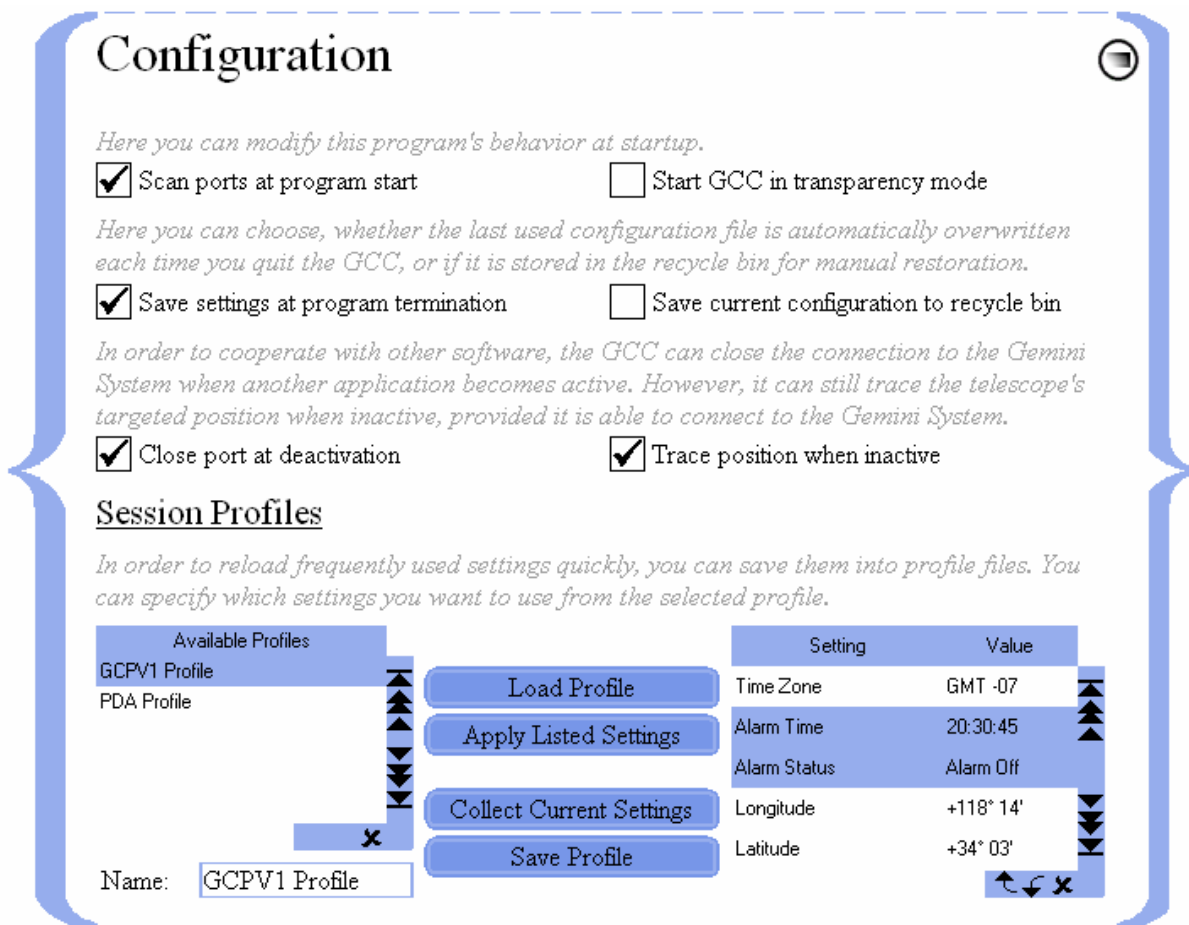 Configuration
Here you can modify this program's behavior at startup.
Scan ports at program start
Start GCC in transparency mode
Here you can choose, whether the last used configuration file is automatically overwritten
each time you quit the GCC, or if it is stored in the recycle bin for manual restoration.
Save settings at program termination
Save current configuration to recycle bin
In order to cooperate with other software, the GCC can close the connection to the Gemini
System when another application becomes active. However, it can still trace the telescope's
targeted position when inactive, provided it is able to connect to the Gemini System.
Close port at deactivation
Trace position when inactive
Session Profiles
In order to reload frequently used settings quickly, you can save them into profile files. You
can specify which settings you want to use from the selected profile.
Available Profiles
GCPV1 Profile
PDA Profile
Name: GCPV1 Profile
Load Profile
Apply Listed Settings
Collect Current Settings
Save Profile
Setting Value
Time Zone GMT -07
Alarm Time 20:30:45
Alarm Status Alarm Off
Longitude +118° 14'
Latitude +34° 03'